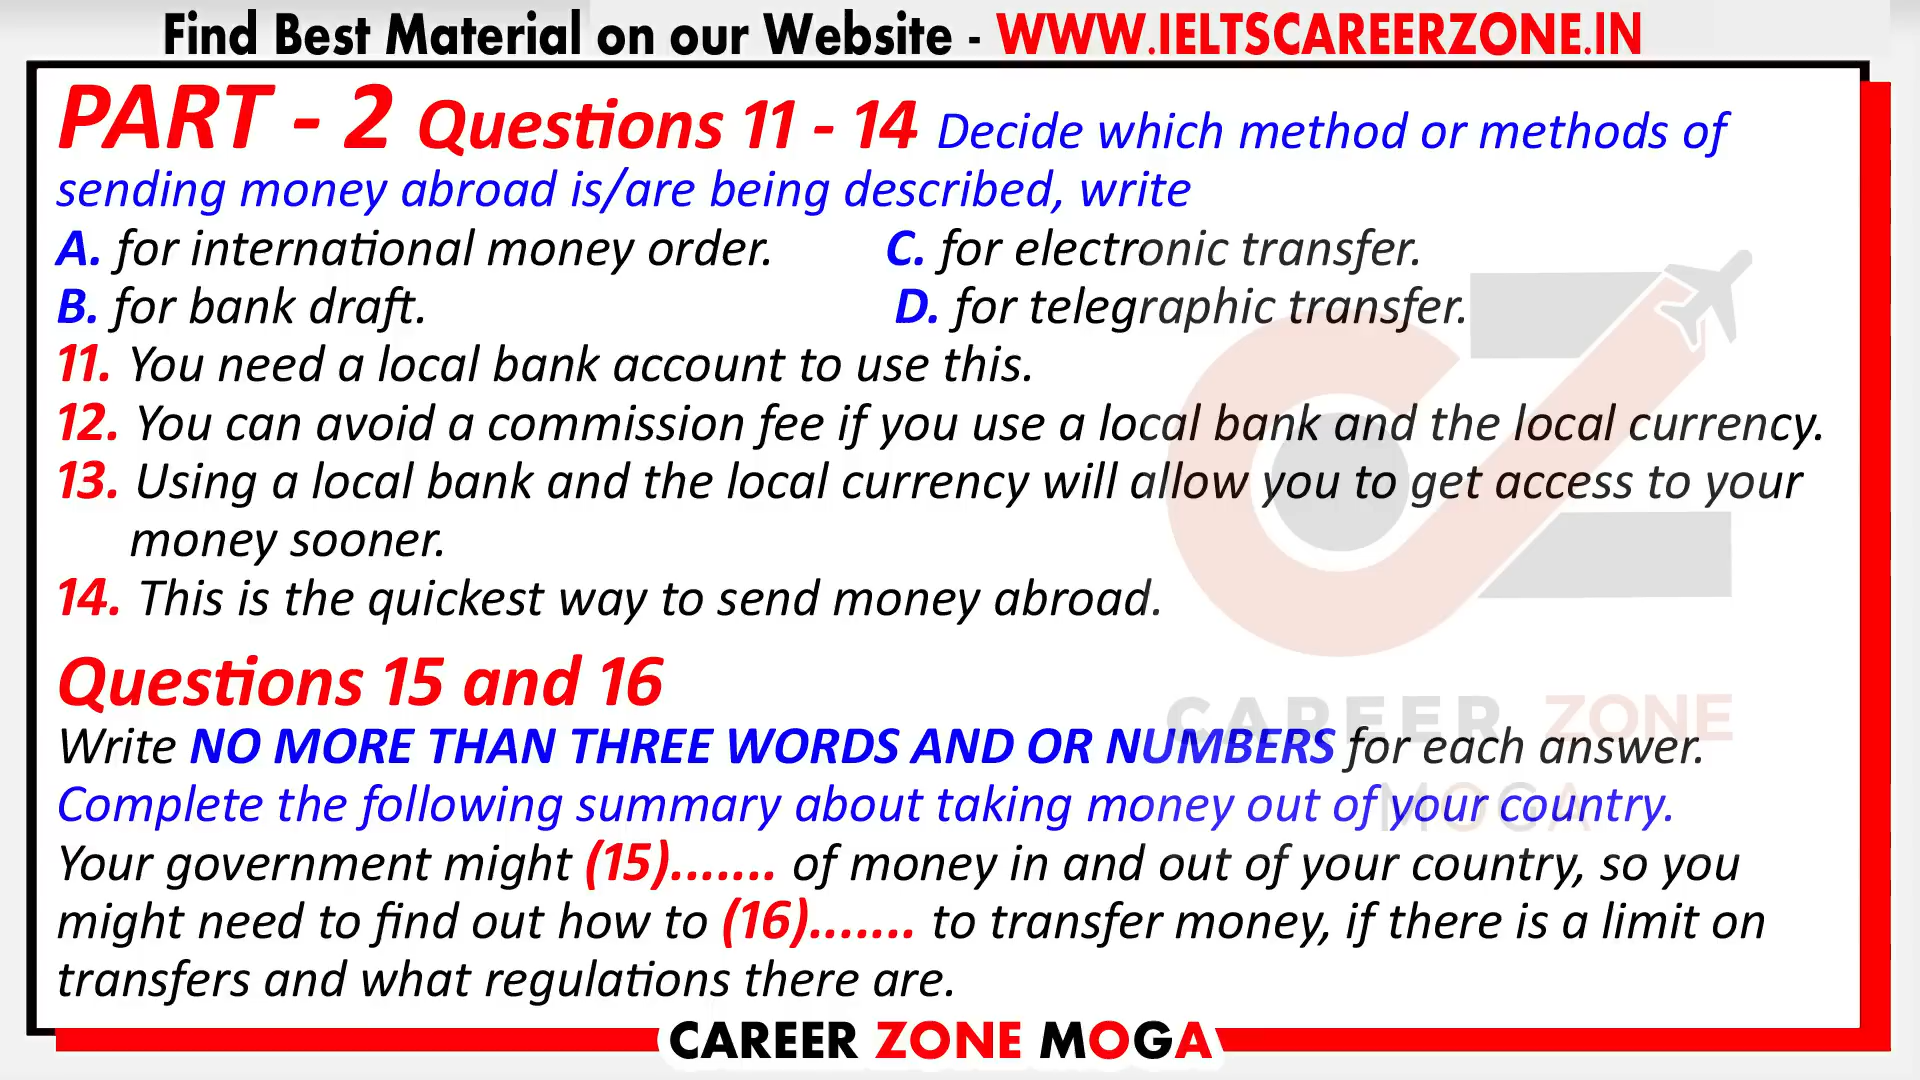 Find Best Material on our Website - WWW.IELTSCAREERZONE.IN
PART - 2 Questions 11 - 14 Decide which method or methods of
sending money abroad is/are being described, write
A. for international money order. C. for electronic transfer.
B. for bank draft. D. for telegraphic transfer.
11. You need a local bank account to use this.
12. You can avoid a commission fee if you use a local bank and the local currency.
13. Using a local bank and the local currency will allow you to get access to your
money sooner.
14. This is the quickest way to send money abroad.
Questions 15 and 16
CAREER ZONE
Write NO MORE THAN THREE WORDS AND OR NUMBERS for each answer.
MOGA
Complete the following summary about taking money out of your country.
Your government might (15)....... of money in and out of your country, so you
might need to find out how to (16)....... to transfer money, if there is a limit on
transfers and what regulations there are.
CAREER ZONE MOGA